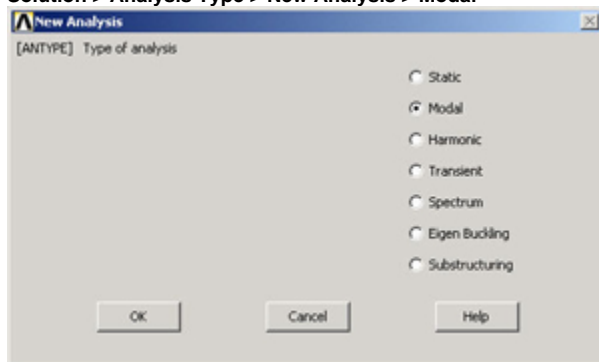 Solution > Analysis Type > New Analysis > Modal
New Analysis
[ANTYPE] Type of analysis
Static
Modal
Harmonic
Transient
Spectrum
Eigen Buckling
Substructuring
OK Cancel Help